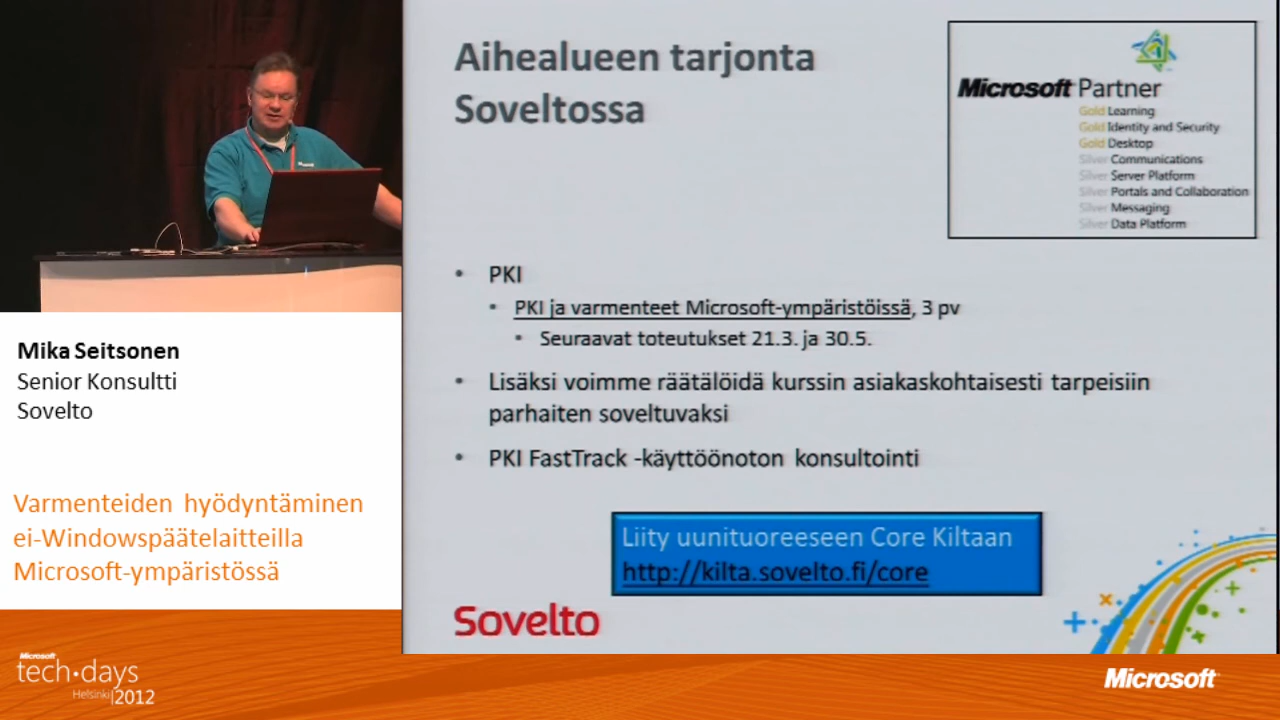 Aihealueen tarjonta
Soveltossa
Microsoft Partner
Gold Learning
Gold Identity and Security
Gold Desktop
Silver Communications
Silver Server Platform
Silver Portals and Collaboration
Silver Messaging
Silver Data Platform
• PKI
• PKI ja varmenteet Microsoft-ympäristöissä, 3 pv
• Seuraavat toteutukset 21.3. ja 30.5.
• Lisäksi voimme räätälöidä kurssin asiakaskohtaisesti tarpeisiin
parhaiten soveltuvaksi
• PKI FastTrack -käyttöönoton konsultointi
Liity uunituoreeseen Core Kiltaan
http://kilta.sovelto.fi/core
Sovelto
Mika Seitsonen
Senior Konsultti
Sovelto
Varmenteiden hyödyntäminen
ei-Windowspäätelaitteilla
Microsoft-ympäristössä
Microsoft
tech·days
Helsinki|2012
Microsoft